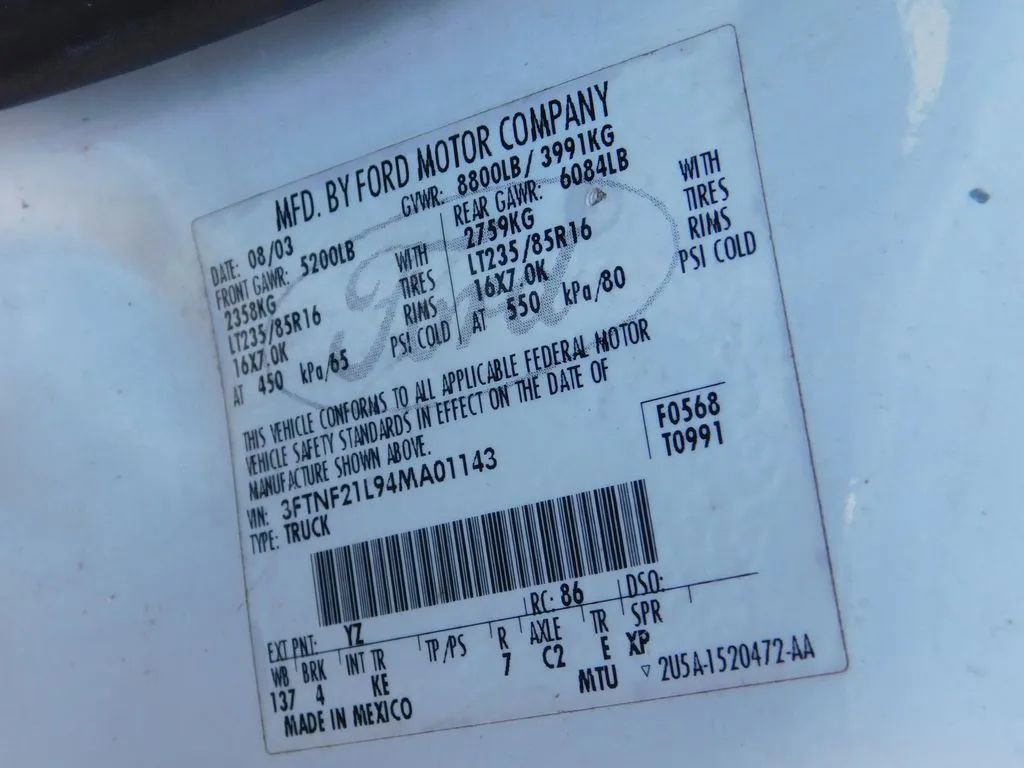 MFD. BY FORD MOTOR COMPANY
DATE: 08/03 GVWR: 8800LB/ 3991KG
FRONT GAWR: 5200LB REAR GAWR: 6084LB
2358KG WITH 2759KG WITH
LT235/85R16 TIRES LT235/85R16 TIRES
16X7.0K RIMS 16X7.0K RIMS
AT 450 kPa/65 PSI COLD AT 550 kPa/80 PSI COLD
Ford
THIS VEHICLE CONFORMS TO ALL APPLICABLE FEDERAL MOTOR
VEHICLE SAFETY STANDARDS IN EFFECT ON THE DATE OF
MANUFACTURE SHOWN ABOVE.
VIN: 3FTNF21L94MA01143
TYPE: TRUCK
F0568
T0991
EXT PNT: YZ RC: 86 DSO:
WB BRK INT TR TP/PS R AXLE TR SPR
137 4 KE 7 C2 E XP
MADE IN MEXICO MTU ▽ 2U5A-1520472-AA